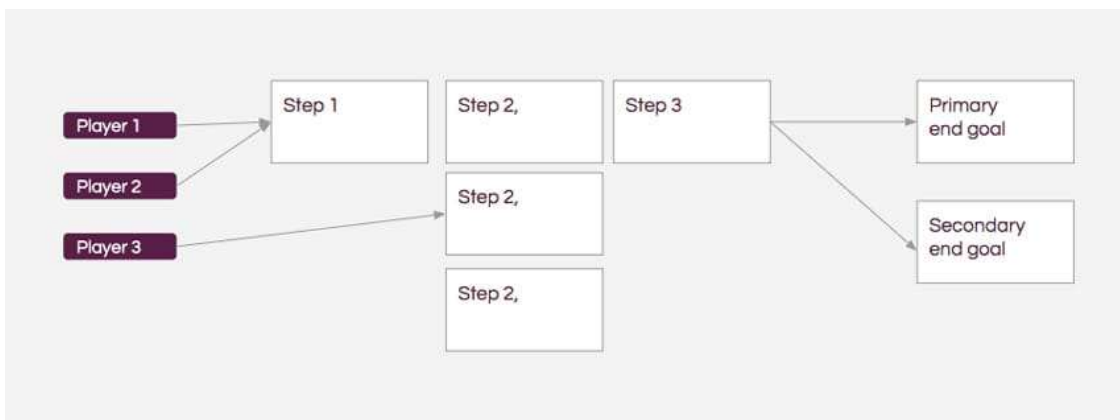 Player 1
Player 2
Player 3
Step 1
Step 2,
Step 2,
Step 2,
Step 3
Primary
end goal
Secondary
end goal